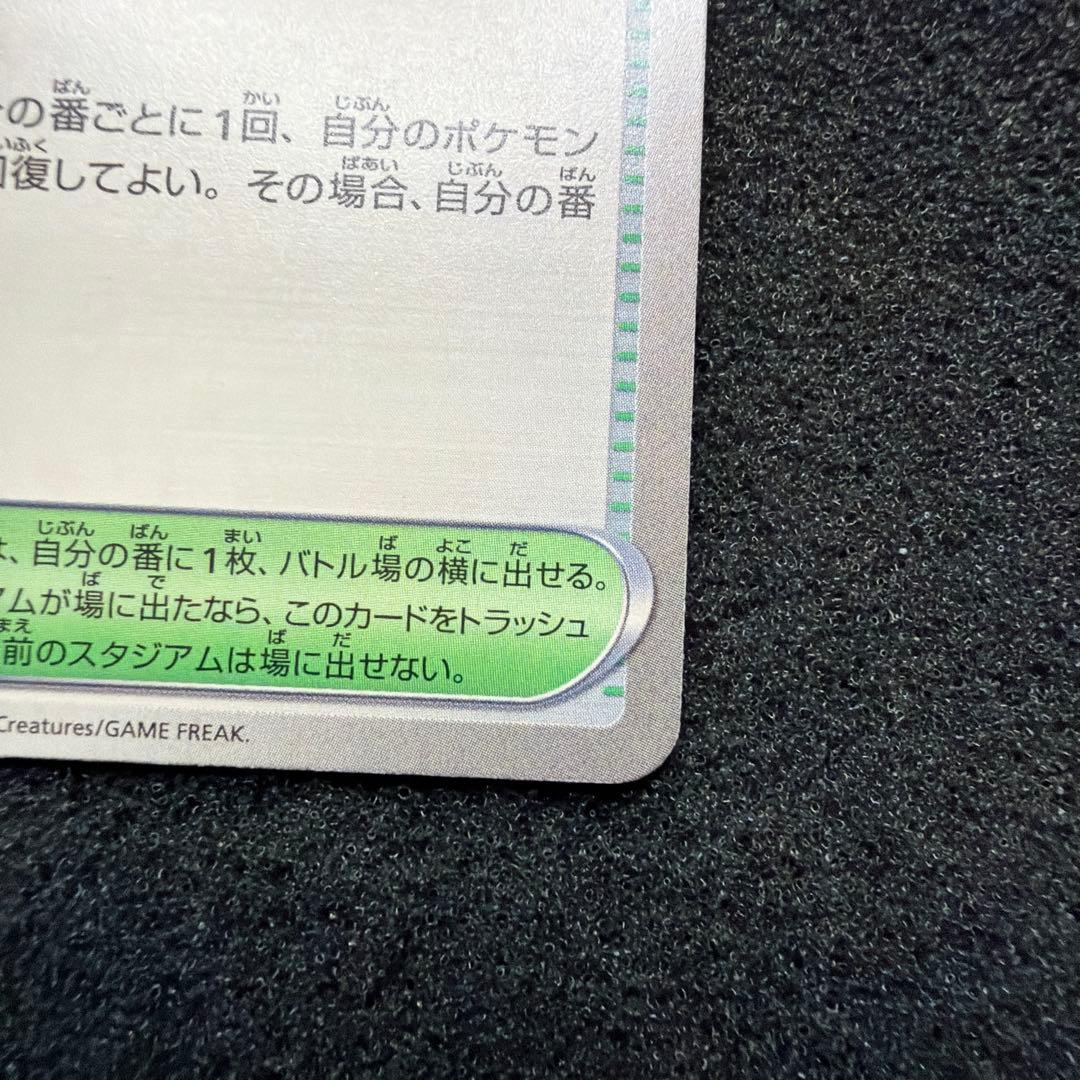 の番ごとに1回、自分のポケモン
復してよい。その場合、自分の番
、自分の番に1枚、バトル場の横に出せる。
ムが場に出たなら、このカードをトラッシュ
前のスタジアムは場に出せない。
Creatures/GAME FREAK.